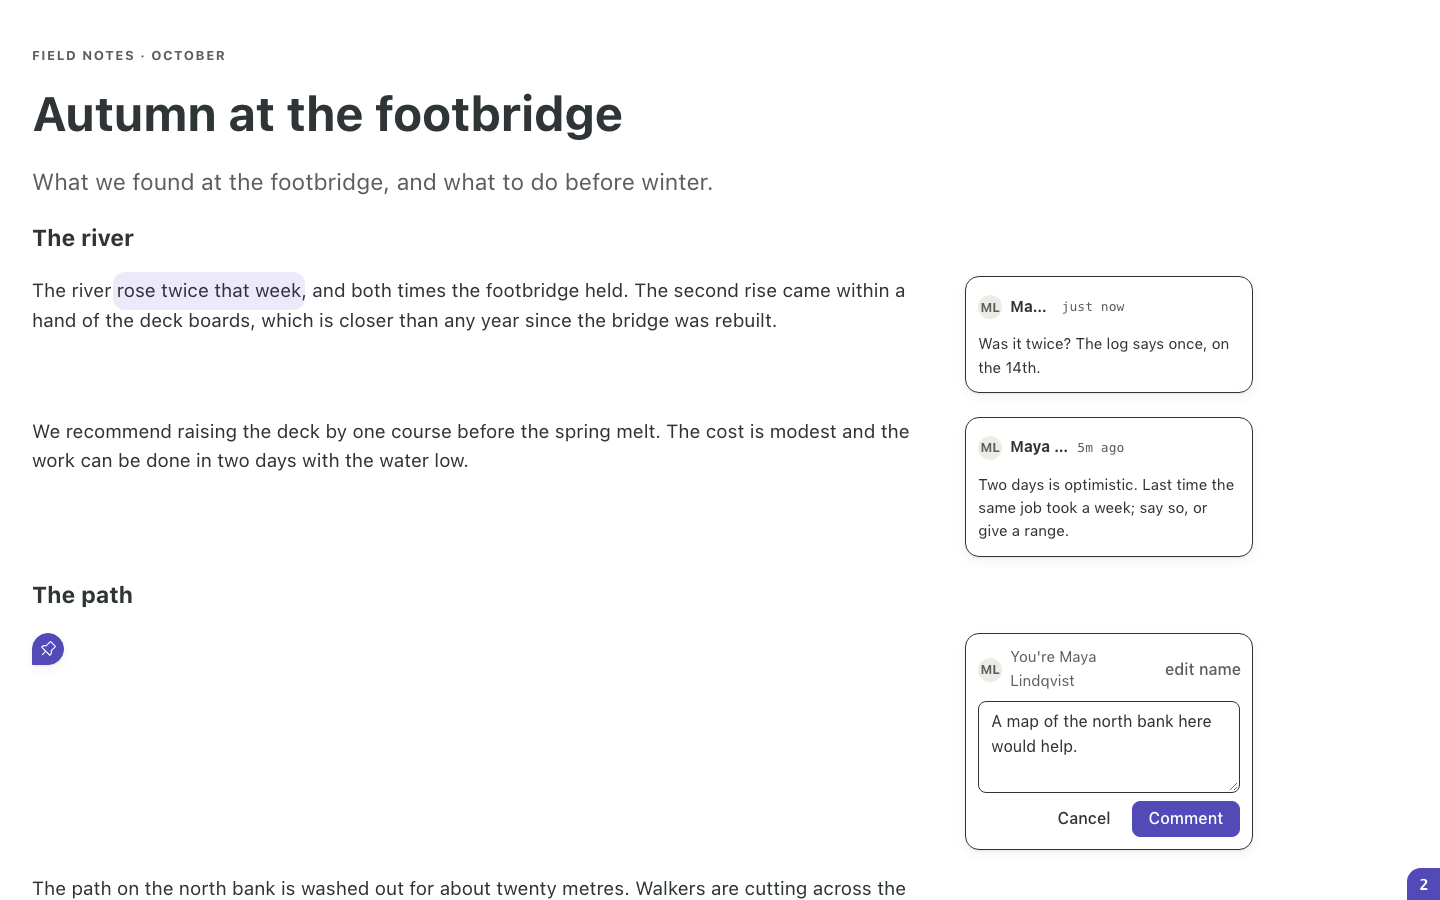 FIELD NOTES · OCTOBER
Autumn at the footbridge
What we found at the footbridge, and what to do before winter.
The river
The river rose twice that week, and both times the footbridge held. The second rise came within a
hand of the deck boards, which is closer than any year since the bridge was rebuilt.
ML Ma... just now
Was it twice? The log says once, on
the 14th.
We recommend raising the deck by one course before the spring melt. The cost is modest and the
work can be done in two days with the water low.
ML Maya ... 5m ago
Two days is optimistic. Last time the
same job took a week; say so, or
give a range.
The path
ML You're Maya
Lindqvist
edit name
A map of the north bank here
would help.
Cancel Comment
The path on the north bank is washed out for about twenty metres. Walkers are cutting across the
2